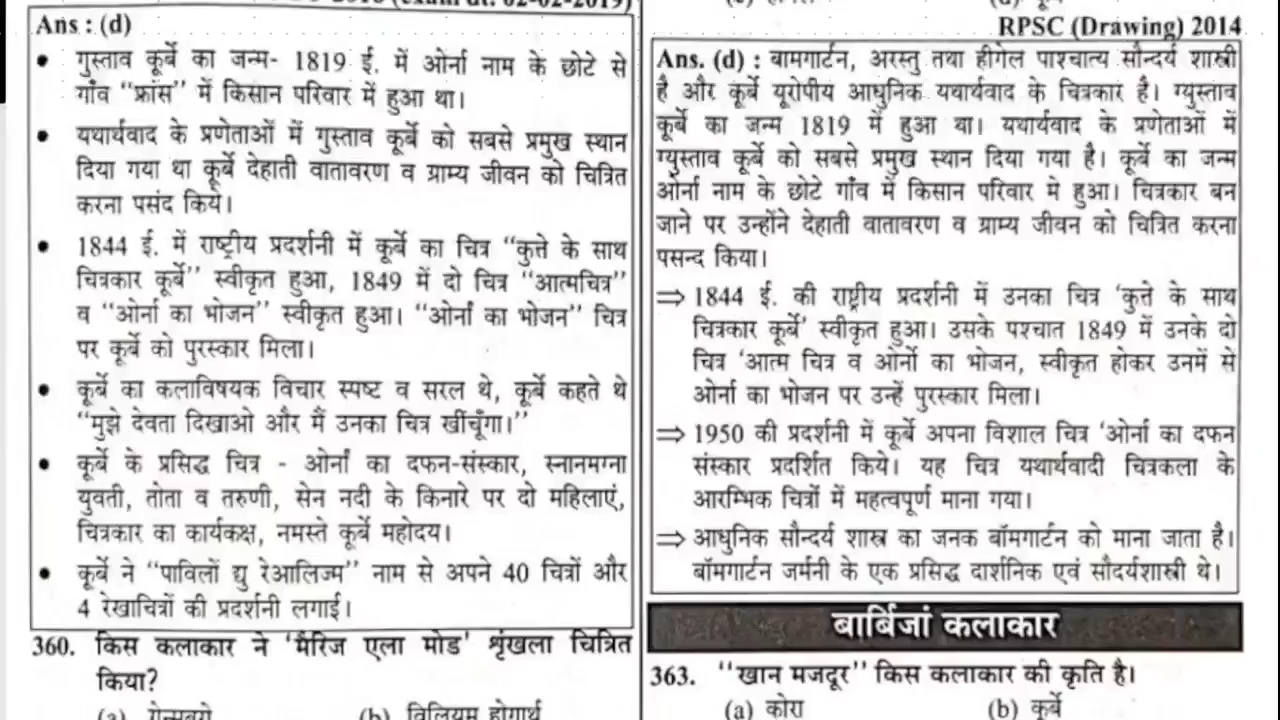 Ans : (d)
• गुस्ताव कूर्बे का जन्म- 1819 ई. में ओर्ना नाम के छोटे से
गाँव “फ्रांस” में किसान परिवार में हुआ था।
• यथार्यवाद के प्रणेताओं में गुस्ताव कूर्बे को सबसे प्रमुख स्थान
दिया गया था कूर्बे देहाती वातावरण व ग्राम्य जीवन को चित्रित
करना पसंद किये।
• 1844 ई. में राष्ट्रीय प्रदर्शनी में कूर्बे का चित्र “कुत्ते के साथ
चित्रकार कूर्बे” स्वीकृत हुआ, 1849 में दो चित्र “आत्मचित्र”
व “ओर्ना का भोजन” स्वीकृत हुआ। “ओर्नां का भोजन” चित्र
पर कूर्बे को पुरस्कार मिला।
• कूर्बे का कलाविषयक विचार स्पष्ट व सरल थे, कूर्बे कहते थे
“मुझे देवता दिखाओ और मैं उनका चित्र खींचूँगा।”
• कूर्बे के प्रसिद्ध चित्र - ओर्नां का दफन-संस्कार, स्नानमग्ना
युवती, तोता व तरुणी, सेन नदी के किनारे पर दो महिलाएं,
चित्रकार का कार्यकक्ष, नमस्ते कूर्बे महोदय।
• कूर्बे ने “पाविलों द्यु रेआलिज्म” नाम से अपने 40 चित्रों और
4 रेखाचित्रों की प्रदर्शनी लगाई।
360. किस कलाकार ने ‘मैरिज एला मोड’ श्रृंखला चित्रित
किया?
(b) विलियम होगार्थ
RPSC (Drawing) 2014
Ans. (d) : बामगार्टन, अरस्तु तथा हीगेल पाश्चात्य सौन्दर्य शास्त्री
है और कूर्बे यूरोपीय आधुनिक यथार्थवाद के चित्रकार है। ग्युस्ताव
कूर्बे का जन्म 1819 में हुआ था। यथार्यवाद के प्रणेताओं में
ग्युस्ताव कूर्बे को सबसे प्रमुख स्थान दिया गया है। कूर्बे का जन्म
ओर्ना नाम के छोटे गाँव में किसान परिवार मे हुआ। चित्रकार बन
जाने पर उन्होंने देहाती वातावरण व ग्राम्य जीवन को चित्रित करना
पसन्द किया।
⇒ 1844 ई. की राष्ट्रीय प्रदर्शनी में उनका चित्र ‘कुत्ते के साथ
चित्रकार कूर्बे’ स्वीकृत हुआ। उसके पश्चात 1849 में उनके दो
चित्र ‘आत्म चित्र व ओर्नो का भोजन, स्वीकृत होकर उनमें से
ओर्ना का भोजन पर उन्हें पुरस्कार मिला।
⇒ 1950 की प्रदर्शनी में कूर्बे अपना विशाल चित्र ‘ओर्ना का दफन
संस्कार प्रदर्शित किये। यह चित्र यथार्थवादी चित्रकला के
आरम्भिक चित्रों में महत्वपूर्ण माना गया।
⇒ आधुनिक सौन्दर्य शास्त्र का जनक बॉमगार्टन को माना जाता है।
बॉमगार्टन जर्मनी के एक प्रसिद्ध दार्शनिक एवं सौदर्यशास्त्री थे।
बार्बिजां कलाकार
363. “खान मजदूर” किस कलाकार की कृति है।
(a) कोरा (b) कूर्बे